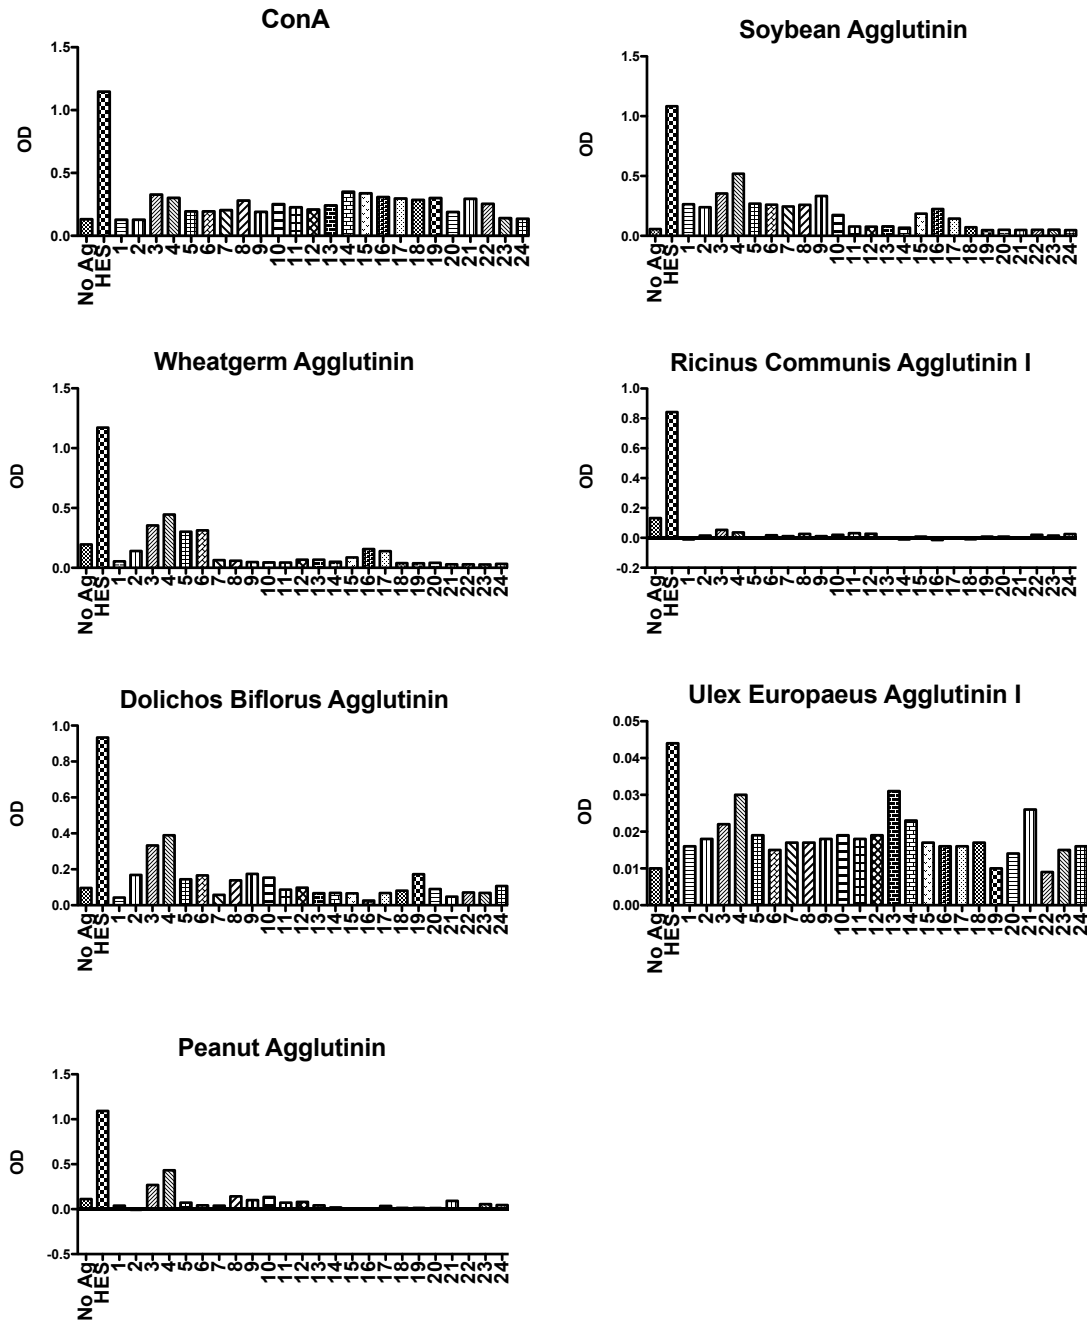 ConA
1.5
1.0
0.5
0.0
OD
No Ag HES 1 2 3 4 5 6 7 8 9 10 11 12 13 14 15 16 17 18 19 20 21 22 23 24
Soybean Agglutinin
1.5
1.0
0.5
0.0
OD
No Ag HES 1 2 3 4 5 6 7 8 9 10 11 12 13 14 15 16 17 18 19 20 21 22 23 24
Wheatgerm Agglutinin
1.5
1.0
0.5
0.0
OD
No Ag HES 1 2 3 4 5 6 7 8 9 10 11 12 13 14 15 16 17 18 19 20 21 22 23 24
Ricinus Communis Agglutinin I
1.0
0.8
0.6
0.4
0.2
0.0
-0.2
OD
No Ag HES 1 2 3 4 5 6 7 8 9 10 11 12 13 14 15 16 17 18 19 20 21 22 23 24
Dolichos Biflorus Agglutinin
1.0
0.8
0.6
0.4
0.2
0.0
OD
No Ag HES 1 2 3 4 5 6 7 8 9 10 11 12 13 14 15 16 17 18 19 20 21 22 23 24
Ulex Europaeus Agglutinin I
0.05
0.04
0.03
0.02
0.01
0.00
OD
No Ag HES 1 2 3 4 5 6 7 8 9 10 11 12 13 14 15 16 17 18 19 20 21 22 23 24
Peanut Agglutinin
1.5
1.0
0.5
0.0
-0.5
OD
No Ag HES 1 2 3 4 5 6 7 8 9 10 11 12 13 14 15 16 17 18 19 20 21 22 23 24